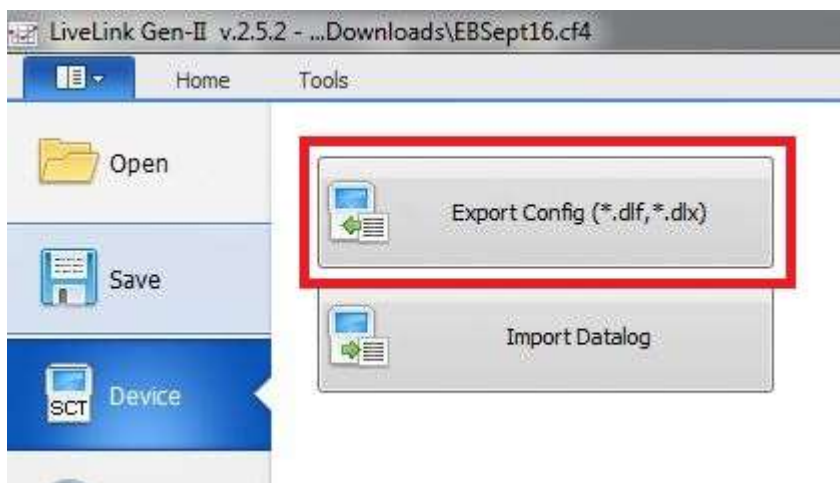 LiveLink Gen-II v.2.5.2 - ...Downloads\EBSept16.cf4
Home Tools
Open
Export Config (*.dlf,*.dlx)
Save
Import Datalog
SCT Device